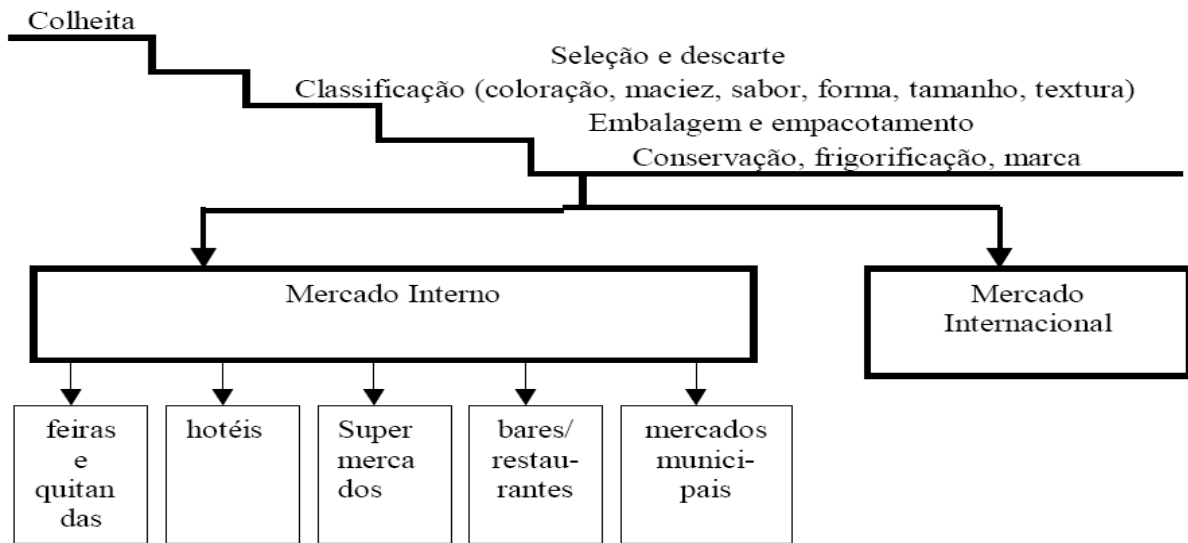 Colheita
Seleção e descarte
Classificação (coloração, maciez, sabor, forma, tamanho, textura)
Embalagem e empacotamento
Conservação, frigorificação, marca
Mercado Interno
Mercado
Internacional
feiras
e
quitan
das
hotéis
Super
merca
dos
bares/
restau-
rantes
mercados
munici-
pais